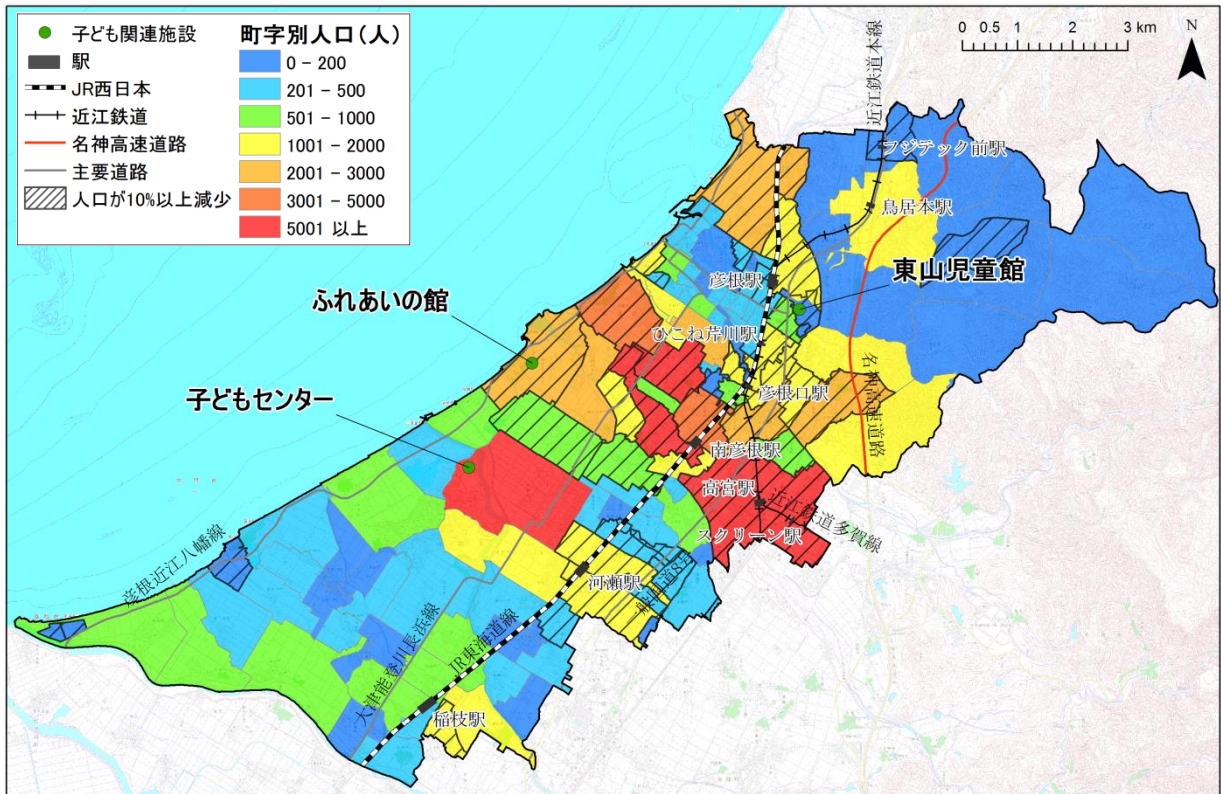 子ども関連施設
駅
JR西日本
近江鉄道
名神高速道路
主要道路
人口が10%以上減少
町字別人口(人)
0 - 200
201 - 500
501 - 1000
1001 - 2000
2001 - 3000
3001 - 5000
5001 以上
0 0.5 1 2 3 km
N
近江鉄道本線
フジテック前駅
鳥居本駅
彦根駅
東山児童館
ふれあいの館
ひこね芹川駅
子どもセンター
彦根口駅
名神高速道路
南彦根駅
高宮駅
近江鉄道多賀線
スクリーン駅
彦根近江八幡線
河瀬駅
大津能登川長浜線
JR東海道線
稲枝駅